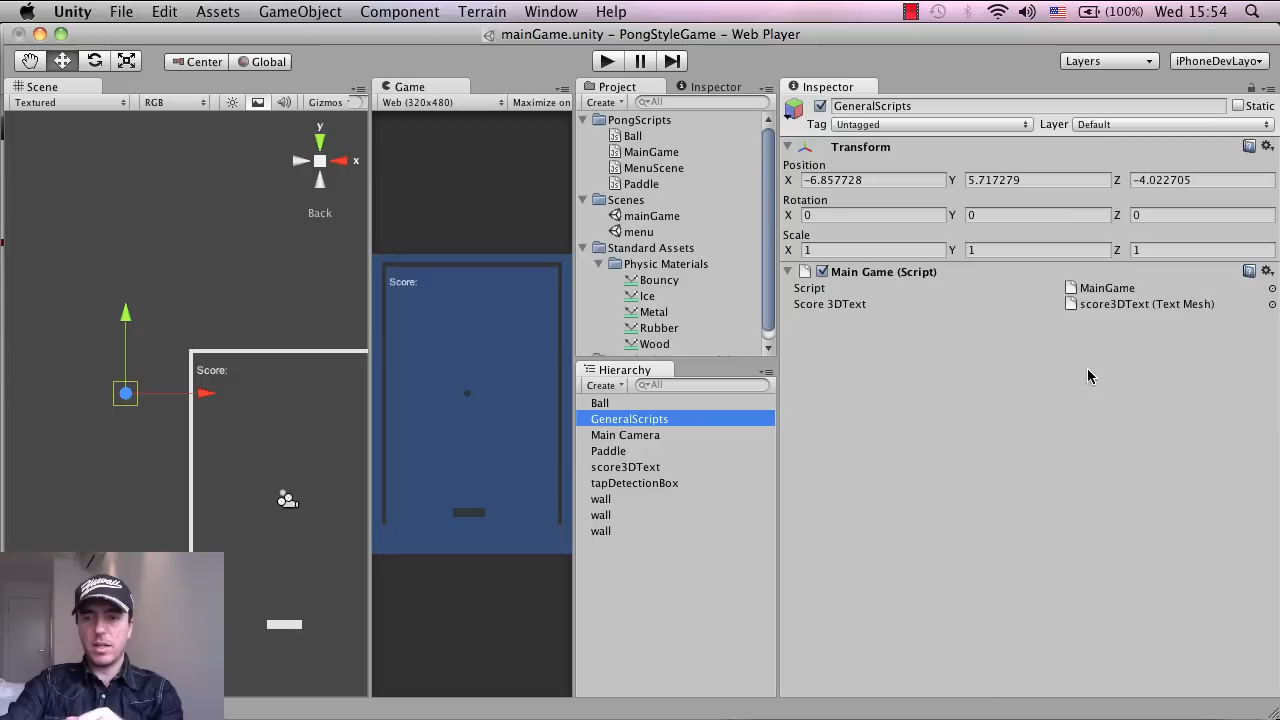 Unity File Edit Assets GameObject Component Terrain Window Help (100%) Wed 15:54
mainGame.unity – PongStyleGame – Web Player
Center Global Layers iPhoneDevLayo
Scene Game Project Inspector Inspector
Textured RGB Gizmos Web (320x480) Maximize on Create All
GeneralScripts Static
Tag Untagged Layer Default
PongScripts
Ball
MainGame
MenuScene
Paddle
Scenes
mainGame
menu
Standard Assets
Physic Materials
Bouncy
Ice
Metal
Rubber
Wood
Transform
Position
X -6.857728 Y 5.717279 Z -4.022705
Rotation
X 0 Y 0 Z 0
Scale
X 1 Y 1 Z 1
Main Game (Script)
Script MainGame
Score 3DText score3DText (Text Mesh)
y
x
Back
Score:
Score:
Hierarchy
Create All
Ball
GeneralScripts
Main Camera
Paddle
score3DText
tapDetectionBox
wall
wall
wall